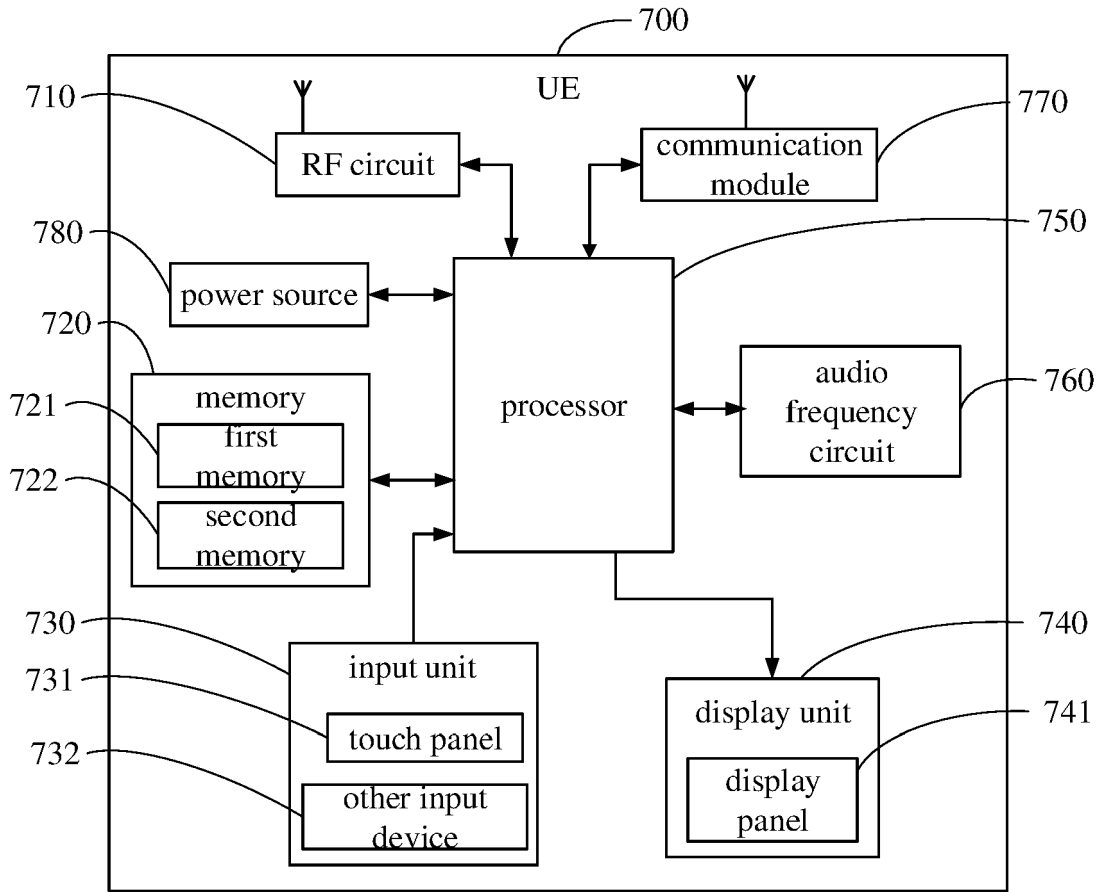 700
UE
710
770
RF circuit
communication
module
750
780
power source
720
processor
audio
frequency
circuit
760
memory
721
first
memory
722
second
memory
730
input unit
740
731
touch panel
display unit
741
732
other input
device
display
panel